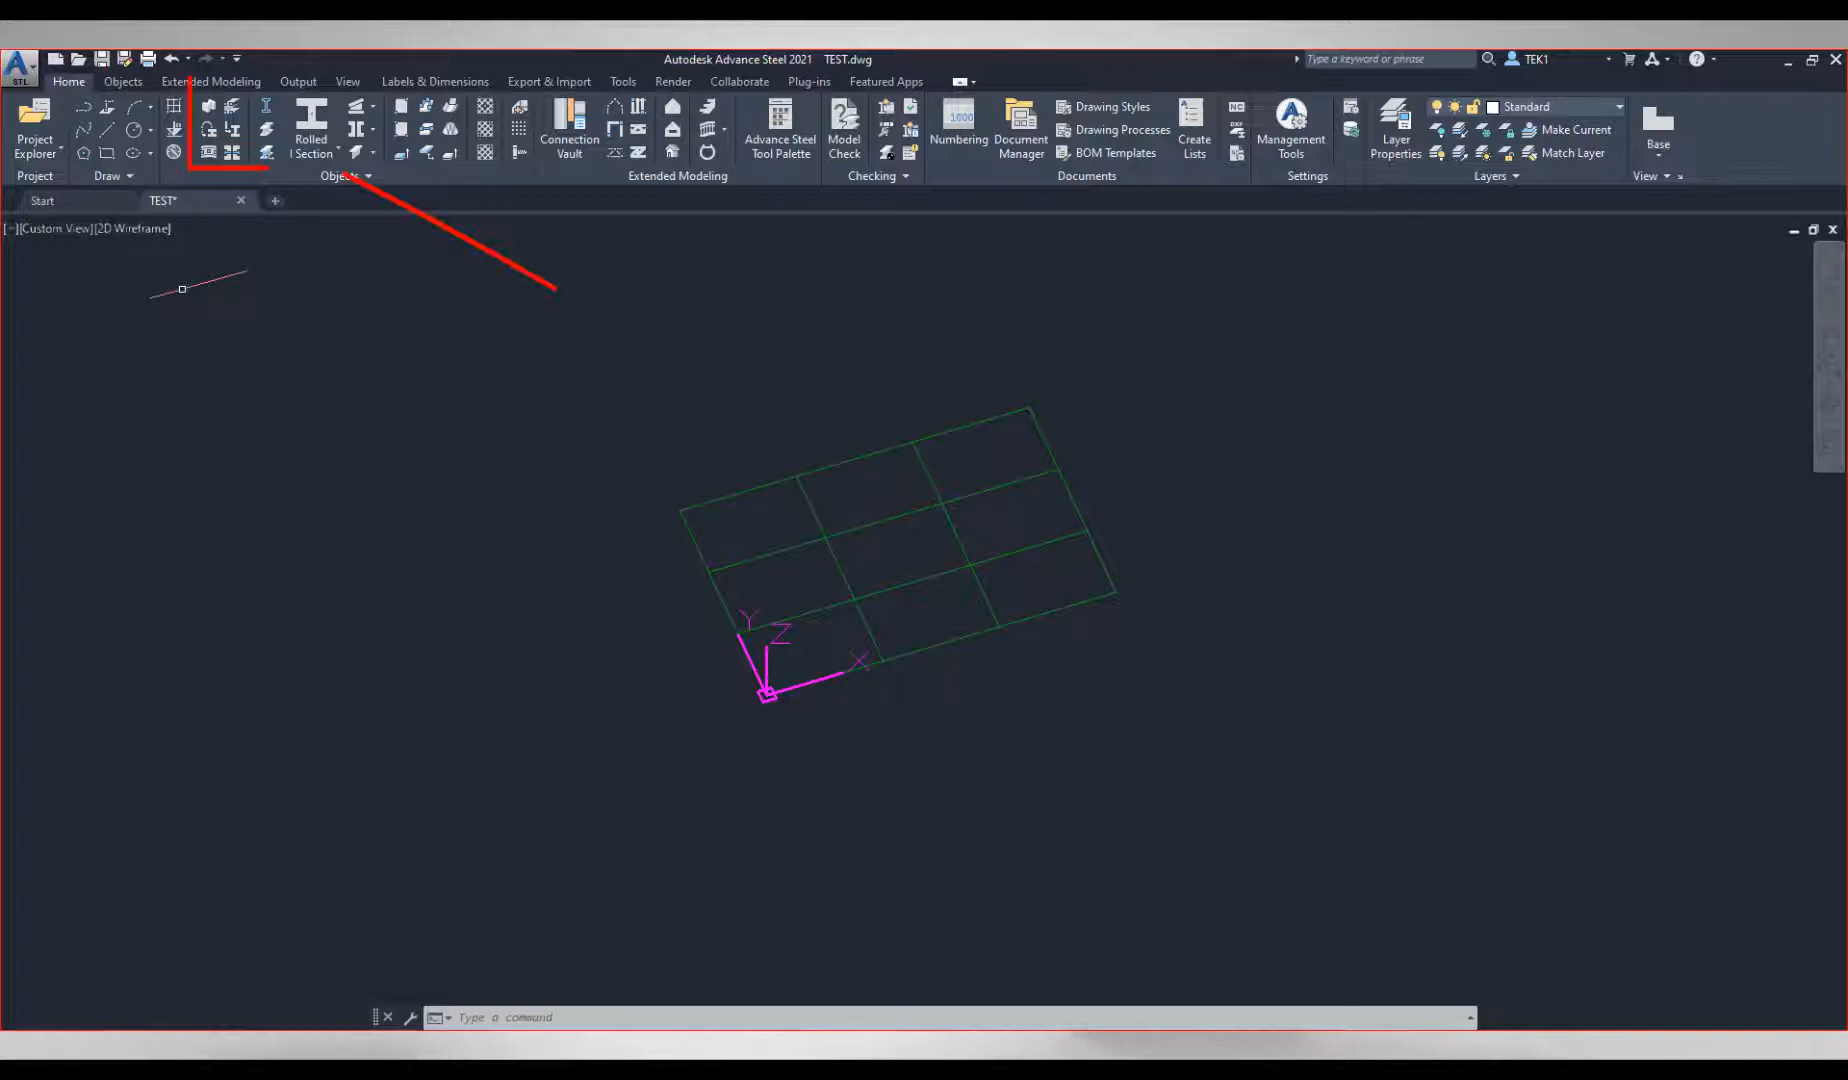 Autodesk Advance Steel 2021 TEST.dwg
Type a keyword or phrase
TEK1
STL
Home Objects Extended Modeling Output View Labels & Dimensions Export & Import Tools Render Collaborate Plug-ins Featured Apps
Project Explorer
Rolled I Section
Connection Vault
Advance Steel Tool Palette
Model Check
1000
Numbering
Document Manager
Drawing Styles
Drawing Processes
BOM Templates
Create Lists
NC
DXF
Management Tools
Layer Properties
Standard
Make Current
Match Layer
Base
Project Draw Objects Extended Modeling Checking Documents Settings Layers View
Start TEST*
[−][Custom View][2D Wireframe]
Y
Z
X
Type a command